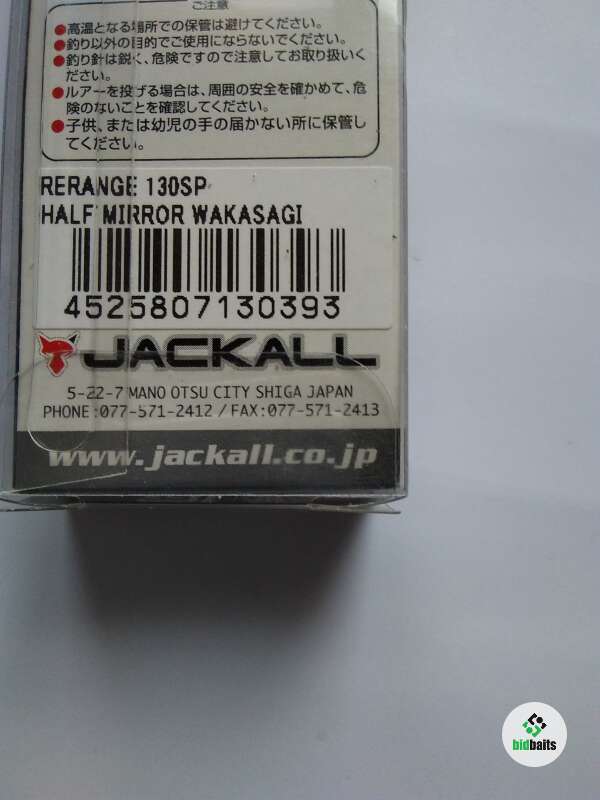 ご注意
●高温となる場所での保管は避けてください。
●釣り以外の目的でご使用にならないでください。
●釣り針は鋭く、危険ですので注意してお取り扱いく
ださい。
●ルアーを投げる場合は、周囲の安全を確かめて、危
険のないことを確認してください。
●子供、または幼児の手の届かない所に保管し
てください。
RERANGE 130SP
HALF MIRROR WAKASAGI
4525807130393
JACKALL
5-22-7 MANO OTSU CITY SHIGA JAPAN
PHONE:077-571-2412 / FAX:077-571-2413
www.jackall.co.jp
bidbaits